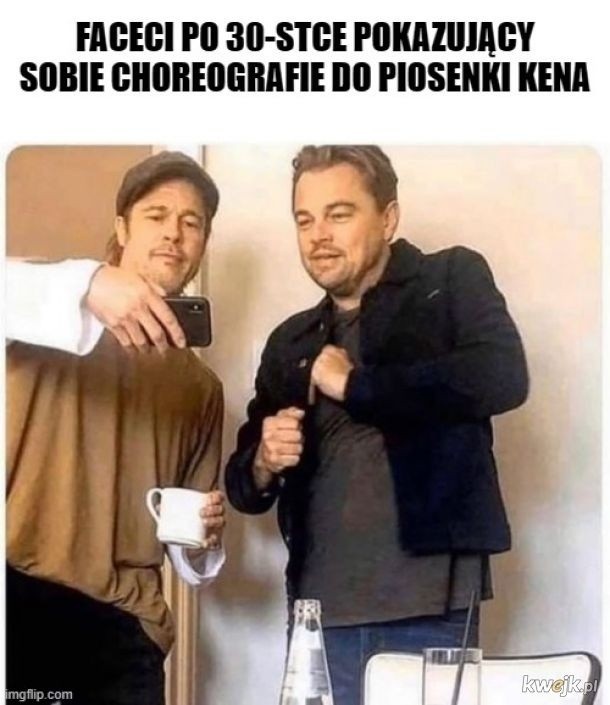 FACECI PO 30-STCE POKAZUJĄCY
SOBIE CHOREOGRAFIE DO PIOSENKI KENA
imgflip.com
kwejk.pl